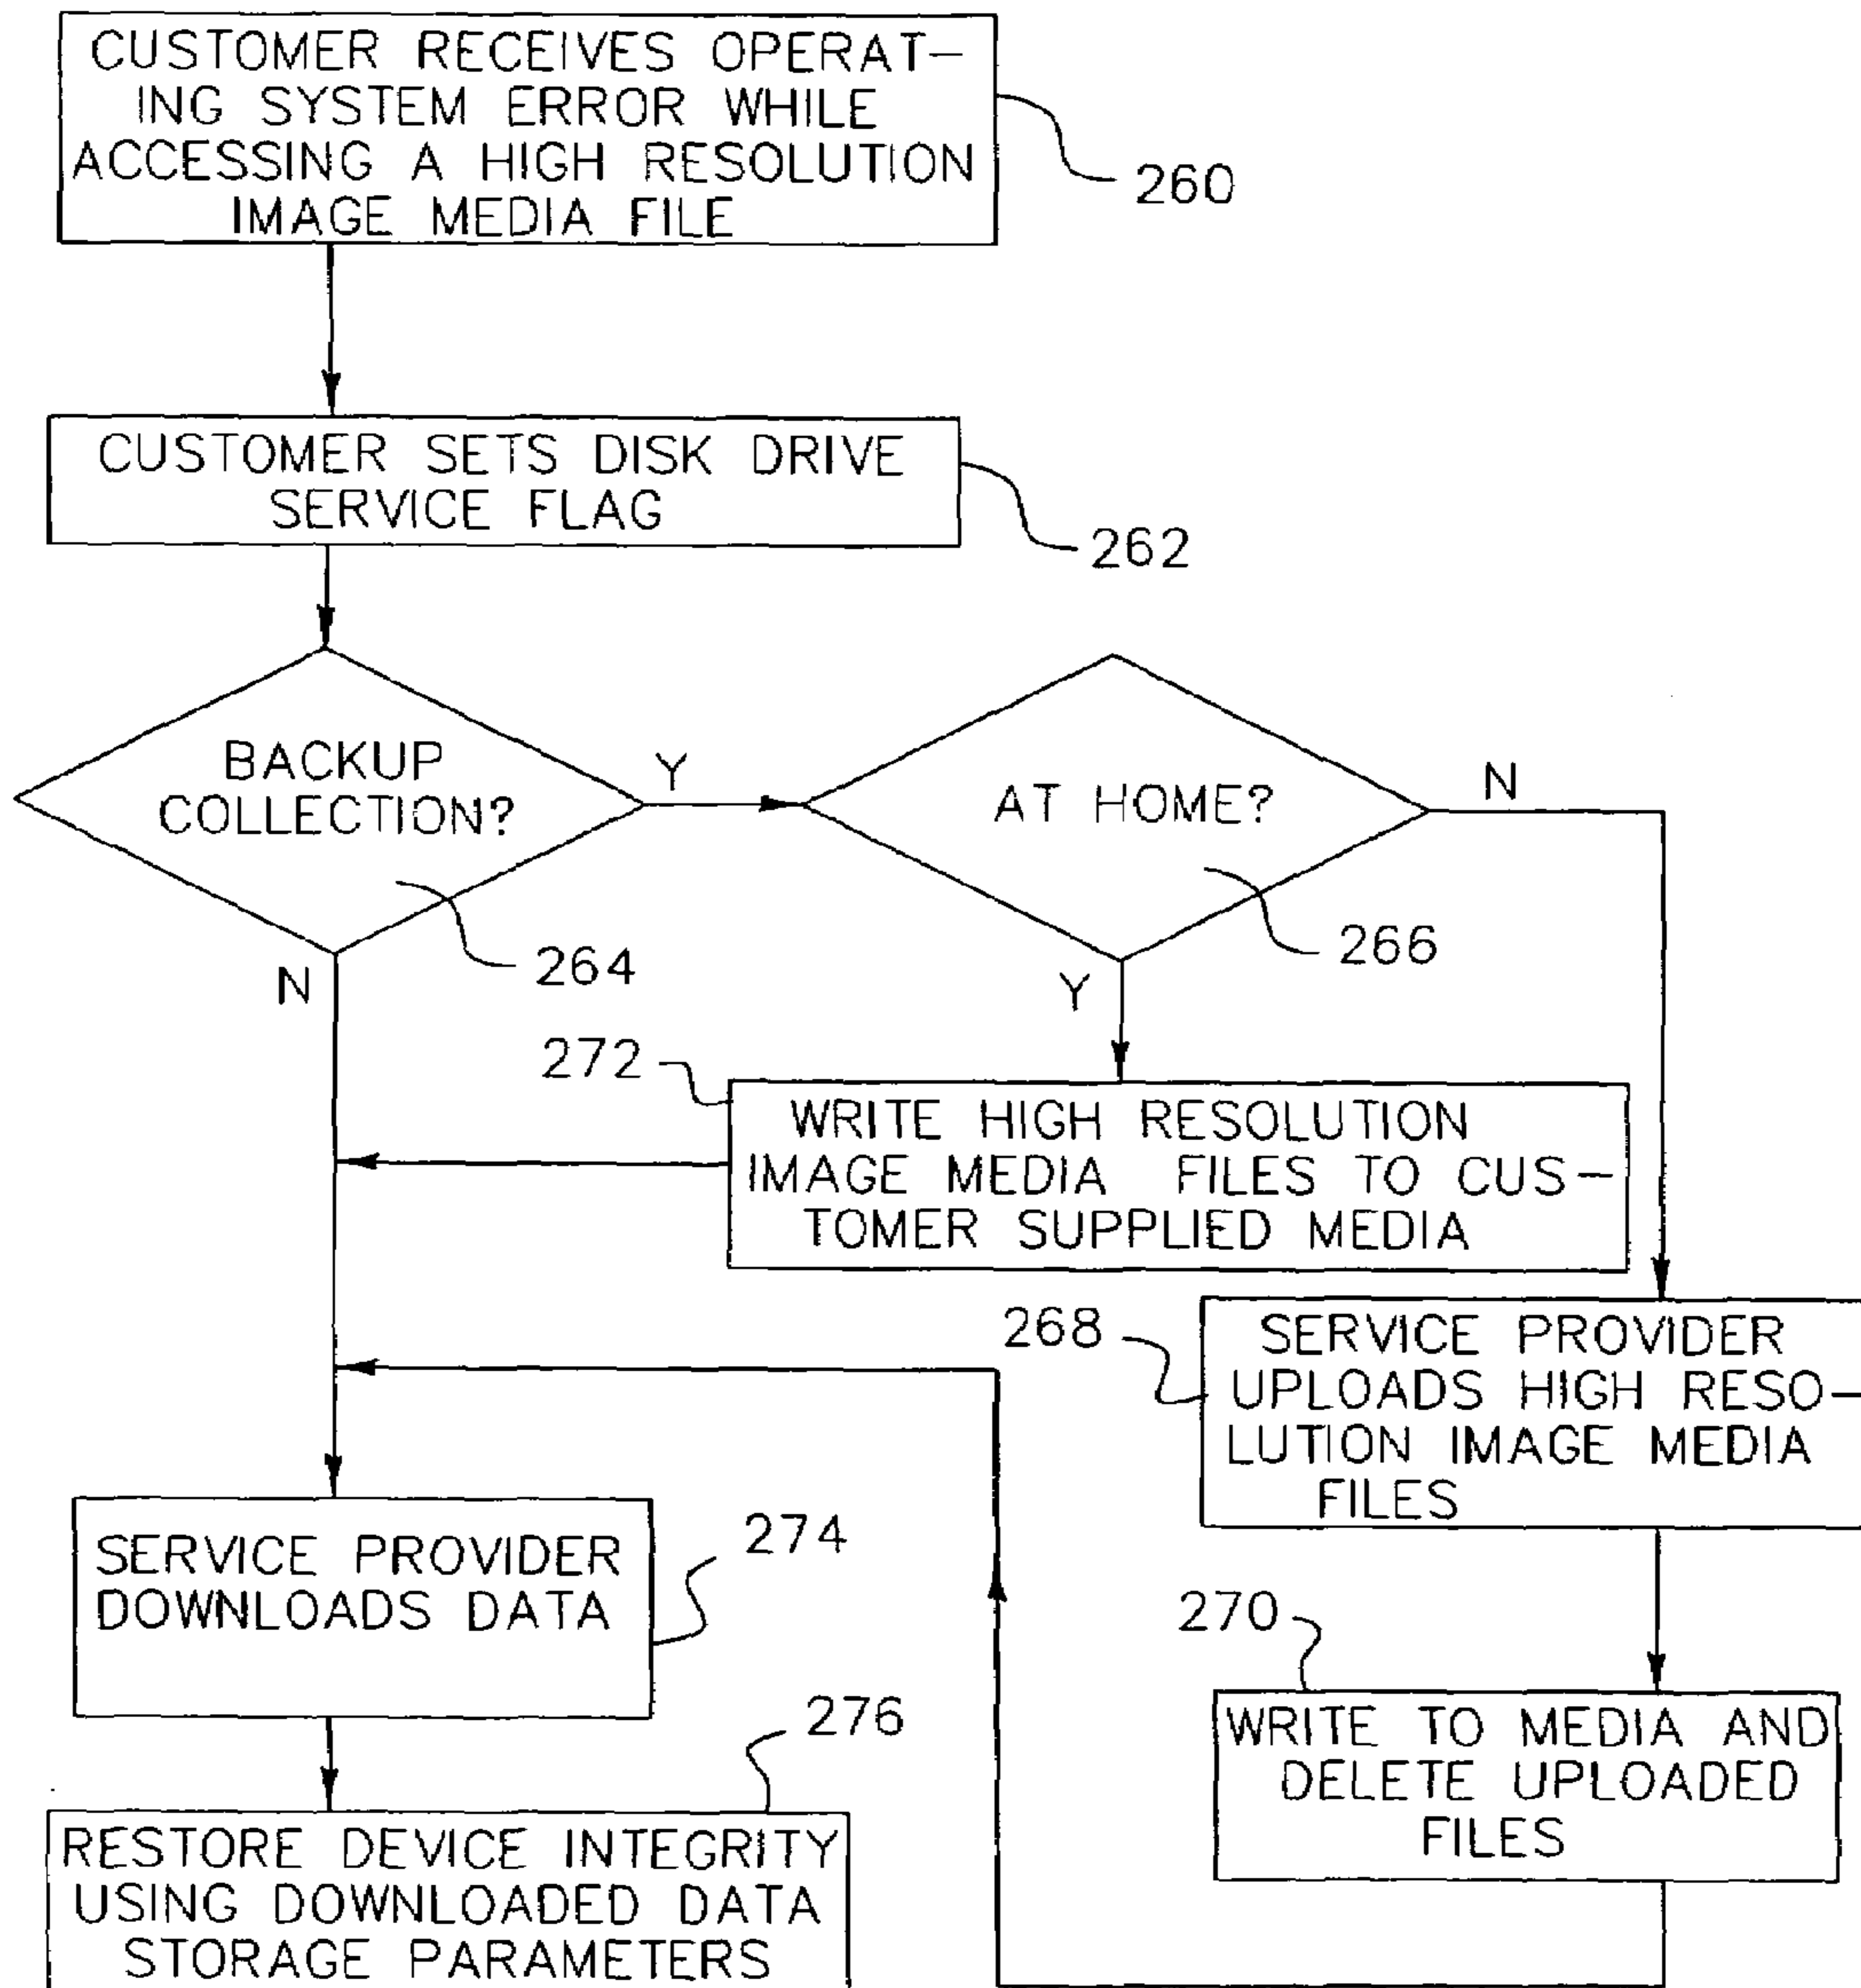 CUSTOMER RECEIVES OPERAT-
ING SYSTEM ERROR WHILE
ACCESSING A HIGH RESOLUTION
IMAGE MEDIA FILE
260
CUSTOMER SETS DISK DRIVE
SERVICE FLAG
262
BACKUP
COLLECTION?
Y
264
N
AT HOME?
N
266
Y
272
WRITE HIGH RESOLUTION
IMAGE MEDIA FILES TO CUS-
TOMER SUPPLIED MEDIA
268
SERVICE PROVIDER
UPLOADS HIGH RESO-
LUTION IMAGE MEDIA
FILES
274
SERVICE PROVIDER
DOWNLOADS DATA
270
WRITE TO MEDIA AND
DELETE UPLOADED
FILES
276
RESTORE DEVICE INTEGRITY
USING DOWNLOADED DATA
STORAGE PARAMETERS